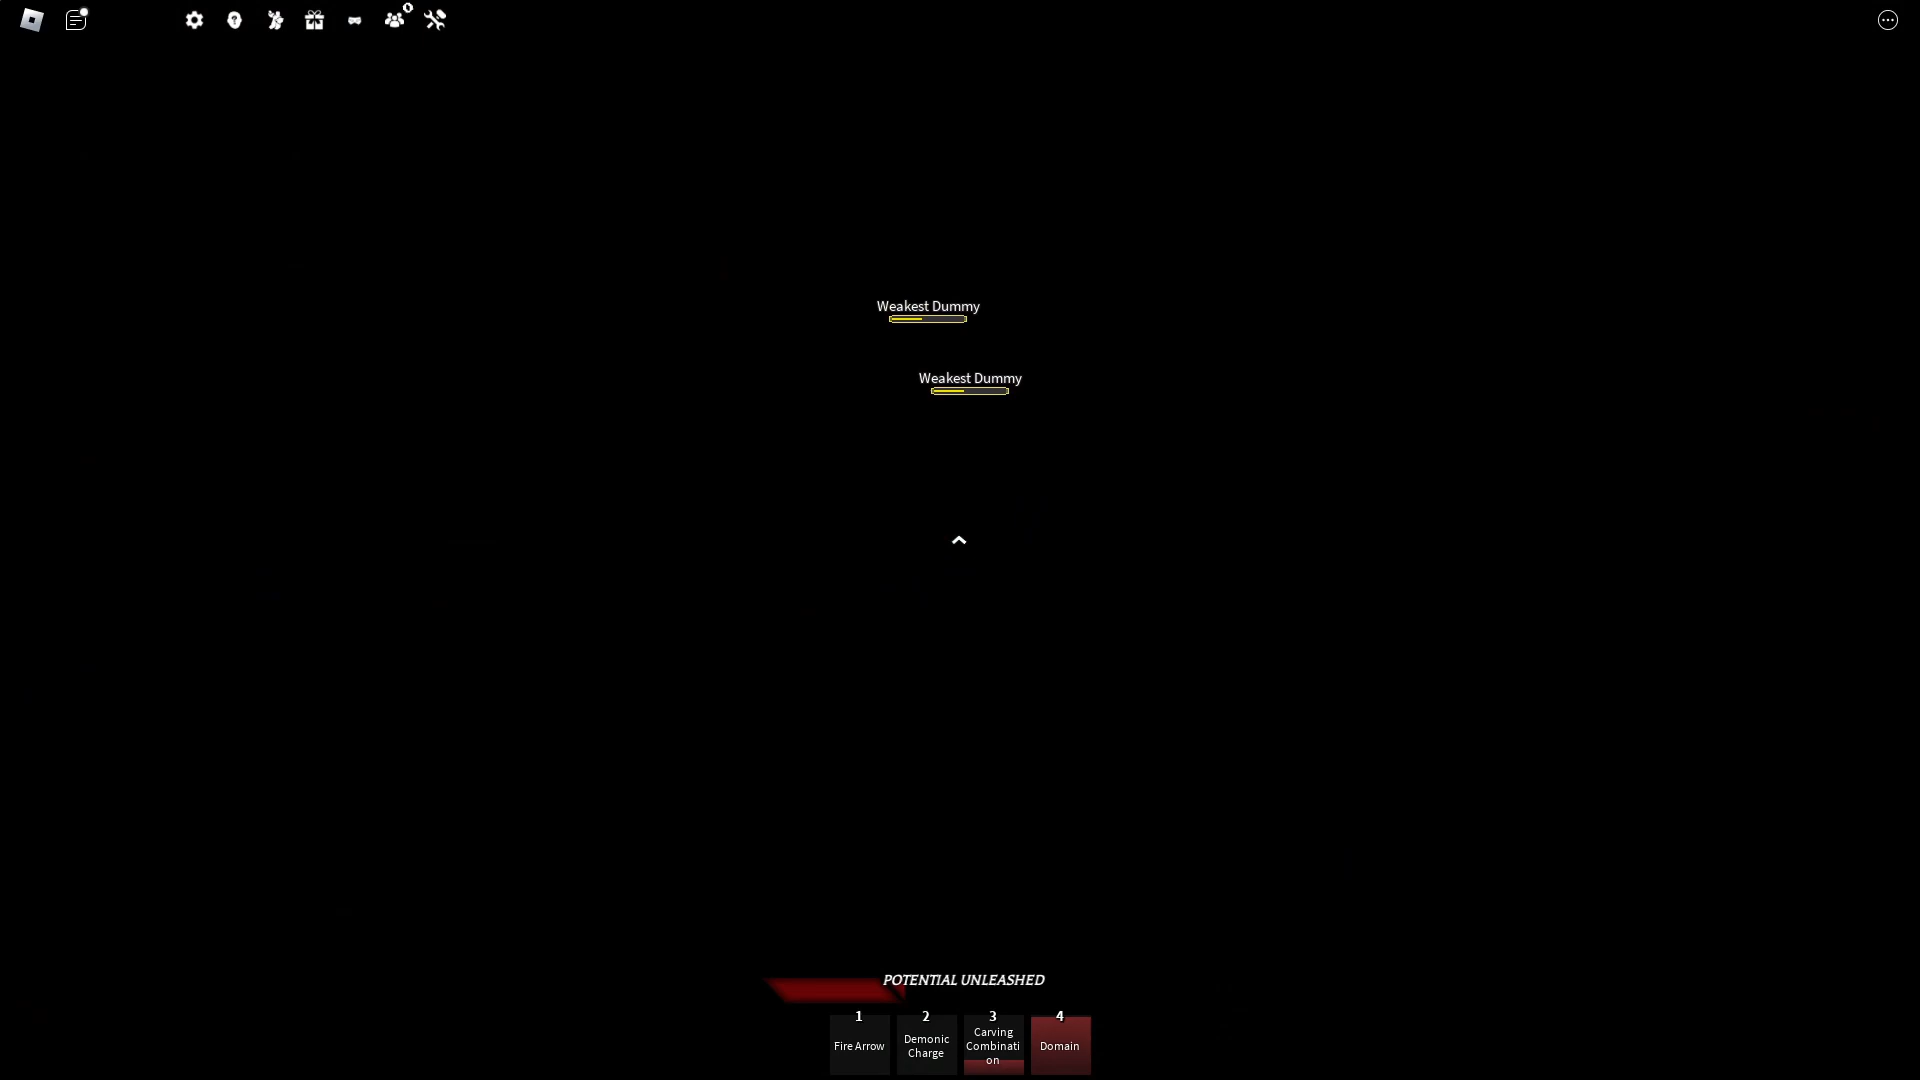 Weakest Dummy
Weakest Dummy
POTENTIAL UNLEASHED
1
2
3
4
Fire Arrow
Demonic
Charge
Carving
Combinati
on
Domain